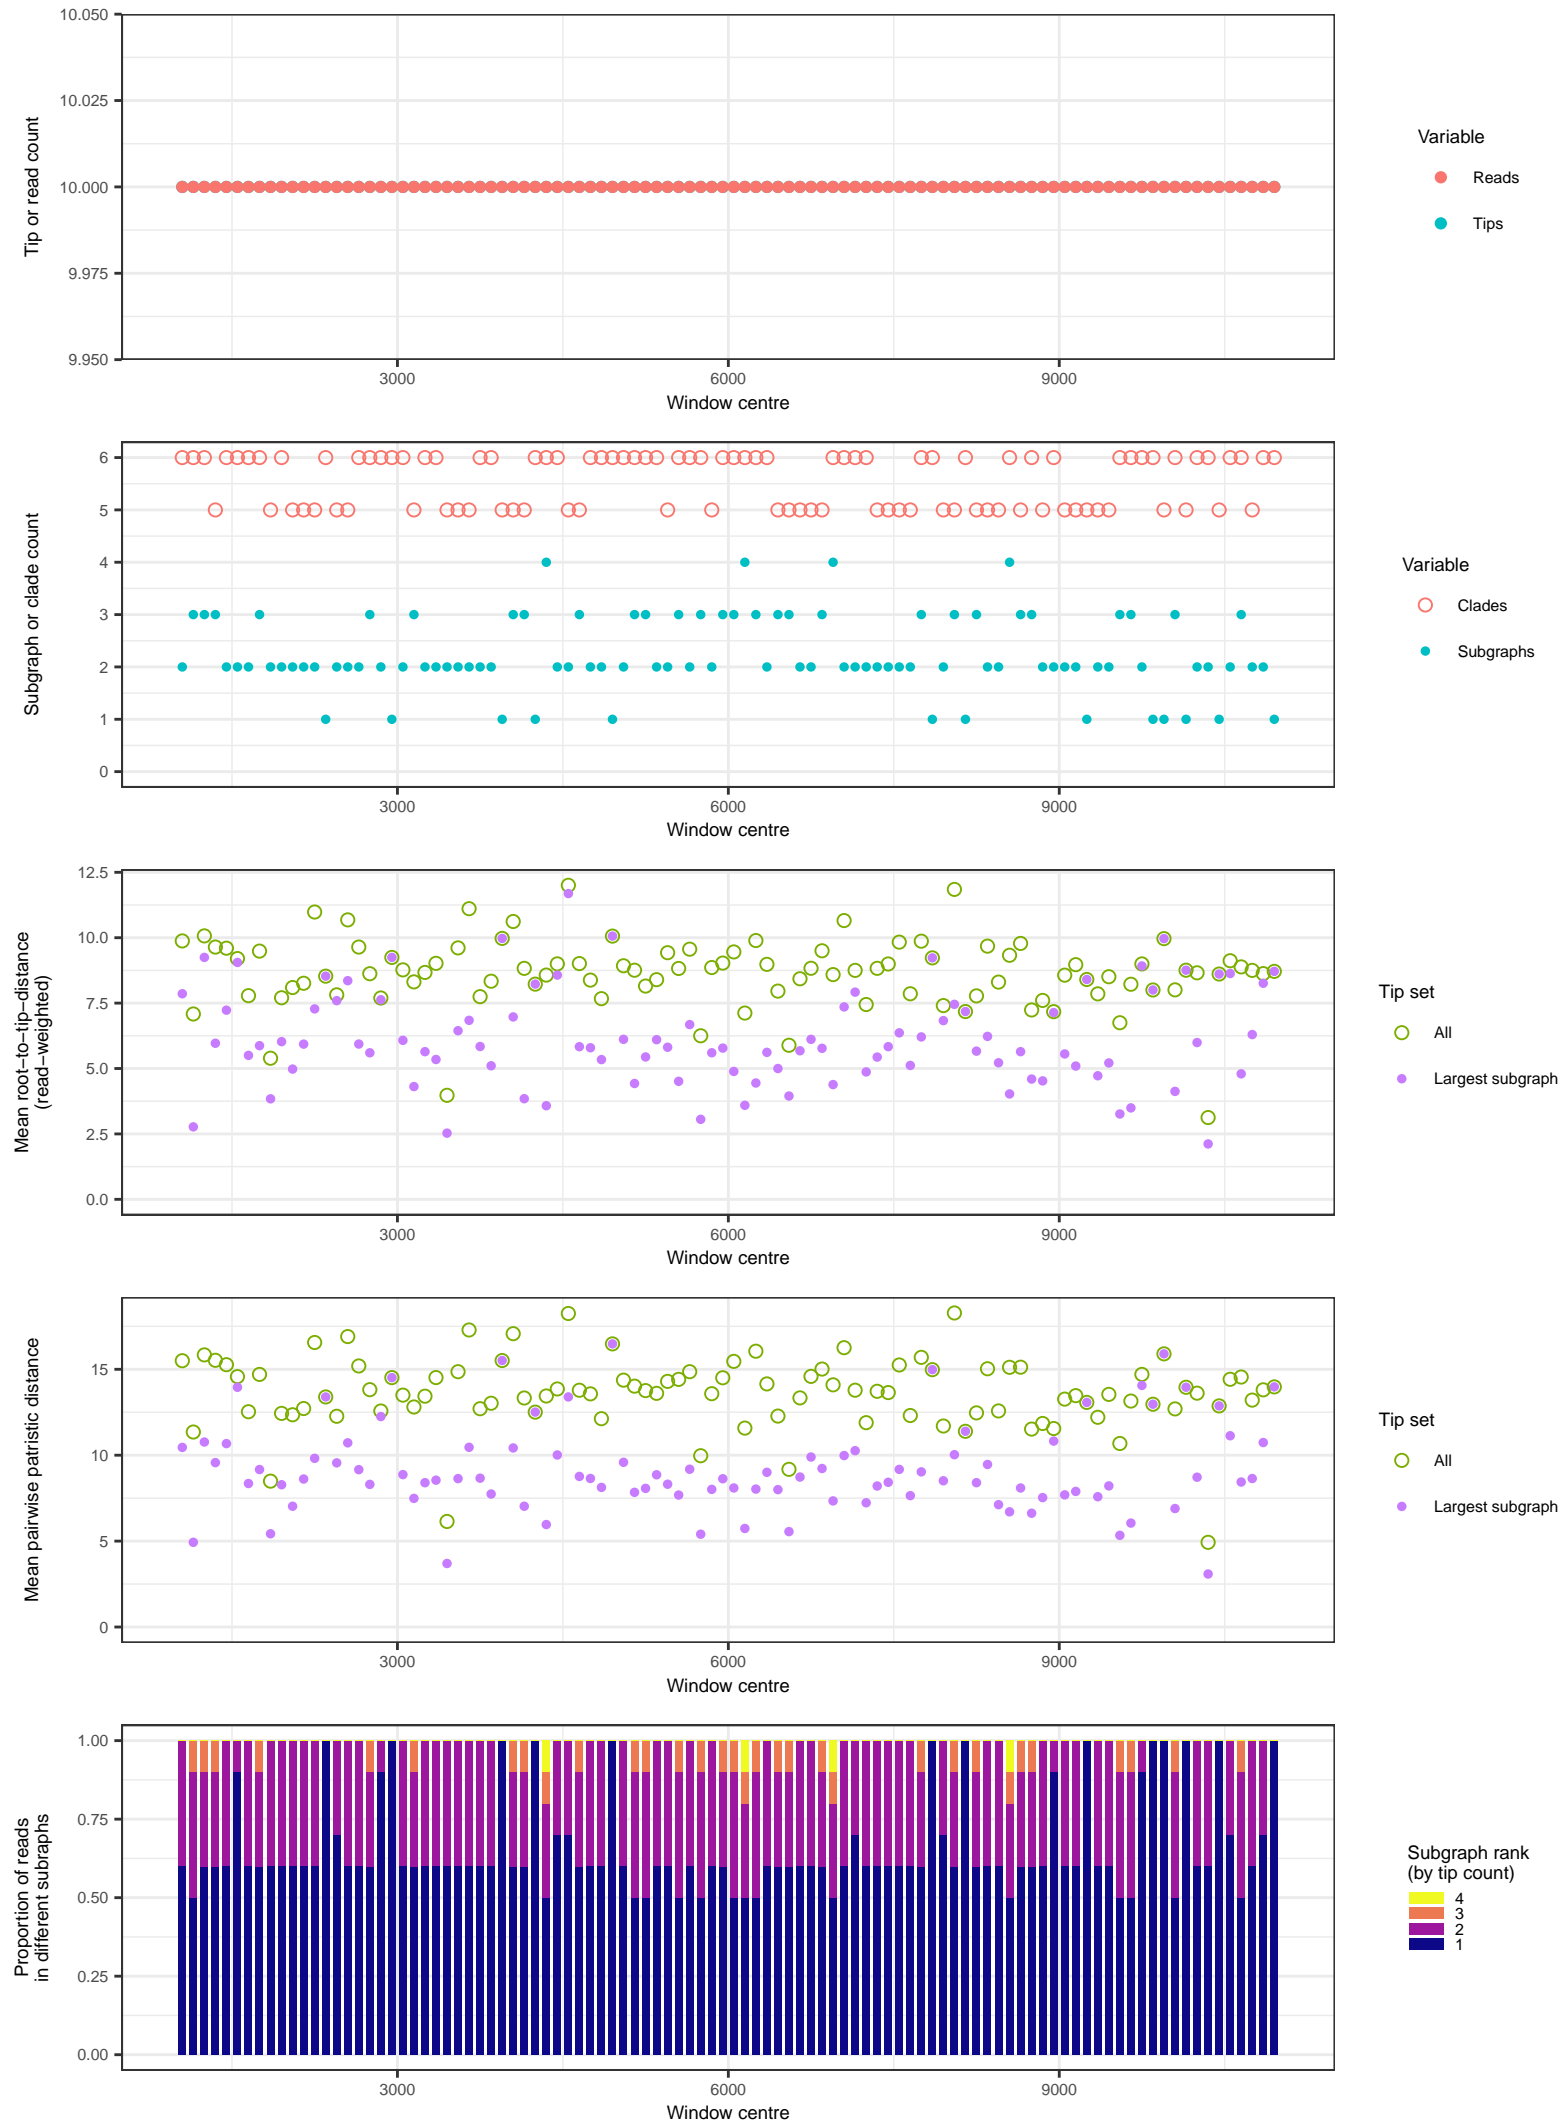 10.050
10.025
10.000
9.975
9.950
Tip or read count
3000 6000 9000
Window centre
Variable
Reads
Tips
6
5
4
3
2
1
0
Subgraph or clade count
3000 6000 9000
Window centre
Variable
Clades
Subgraphs
12.5
10.0
7.5
5.0
2.5
0.0
Mean root−to−tip−distance
(read−weighted)
3000 6000 9000
Window centre
Tip set
All
Largest subgraph
15
10
5
0
Mean pairwise patristic distance
3000 6000 9000
Window centre
Tip set
All
Largest subgraph
1.00
0.75
0.50
0.25
0.00
Proportion of reads
in different subraphs
3000 6000 9000
Window centre
Subgraph rank
(by tip count)
4
3
2
1